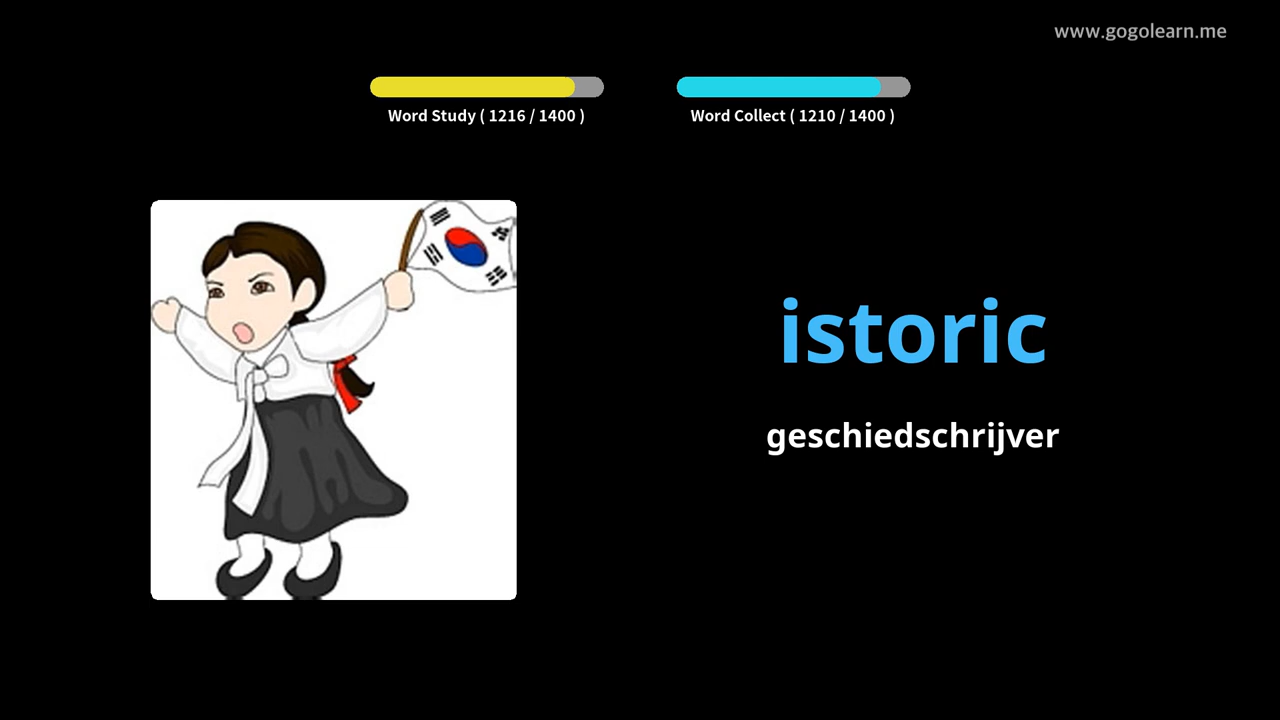 www.gogolearn.me
Word Study ( 1216 / 1400 )
Word Collect ( 1210 / 1400 )
istoric
geschiedschrijver